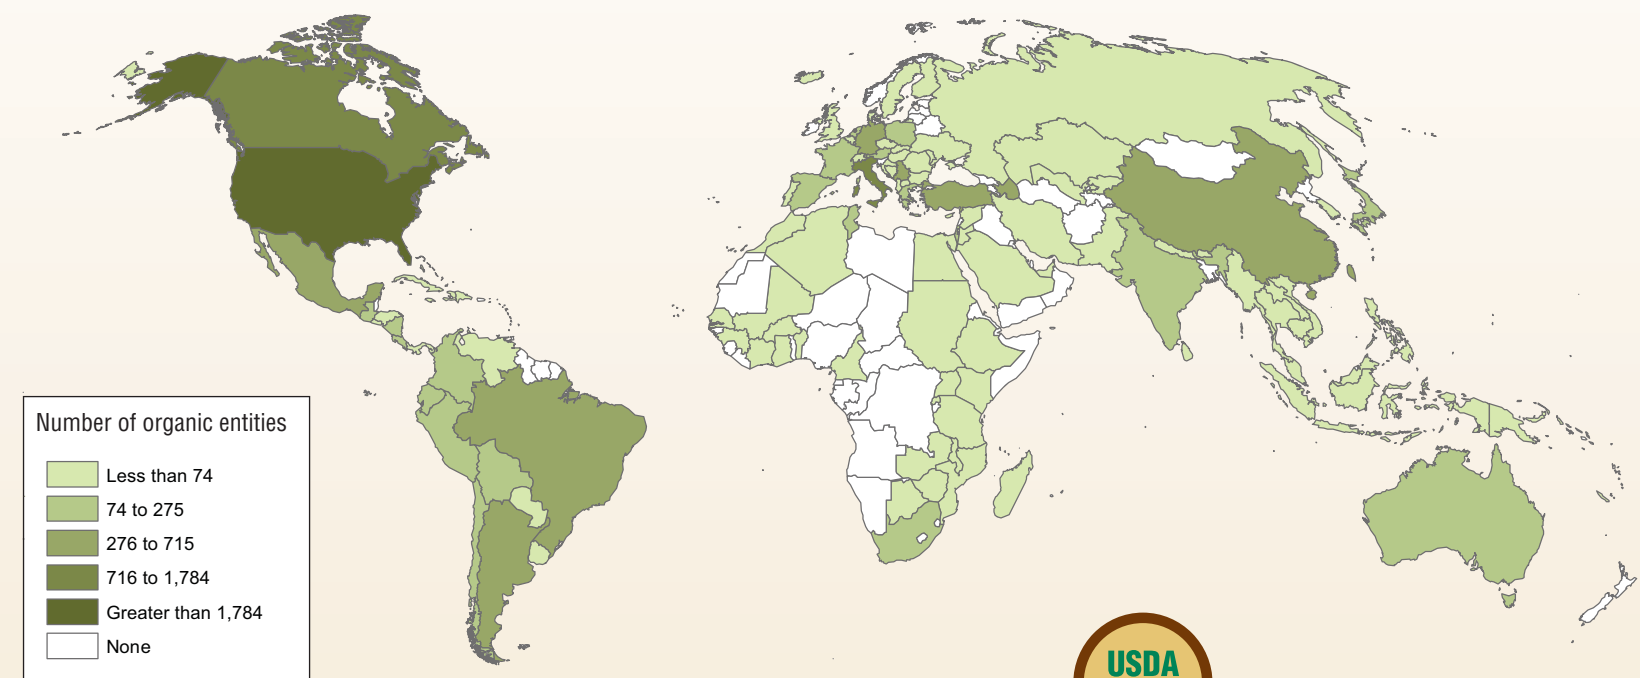 Number of organic entities
Less than 74
74 to 275
276 to 715
716 to 1,784
Greater than 1,784
None
USDA